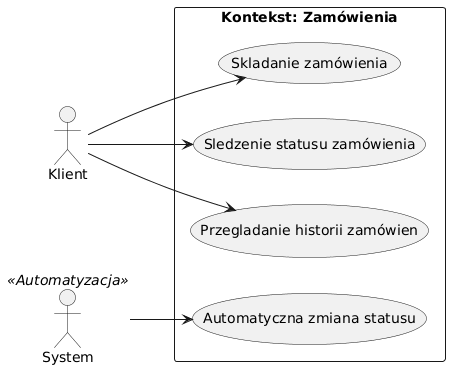 Kontekst: Zamówienia
Skladanie zamówienia
Sledzenie statusu zamówienia
Klient
Przegladanie historii zamówien
«Automatyzacja»
Automatyczna zmiana statusu
System